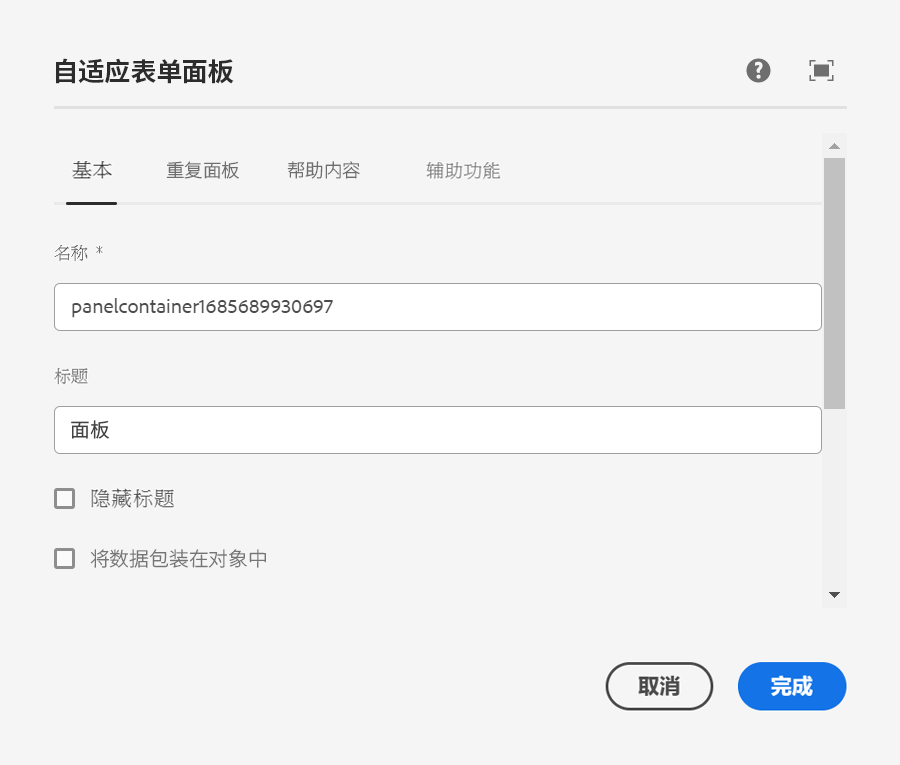 自适应表单面板
基本 重复面板 帮助内容 辅助功能
名称 *
panelcontainer1685689930697
标题
面板
隐藏标题
将数据包装在对象中
取消 完成